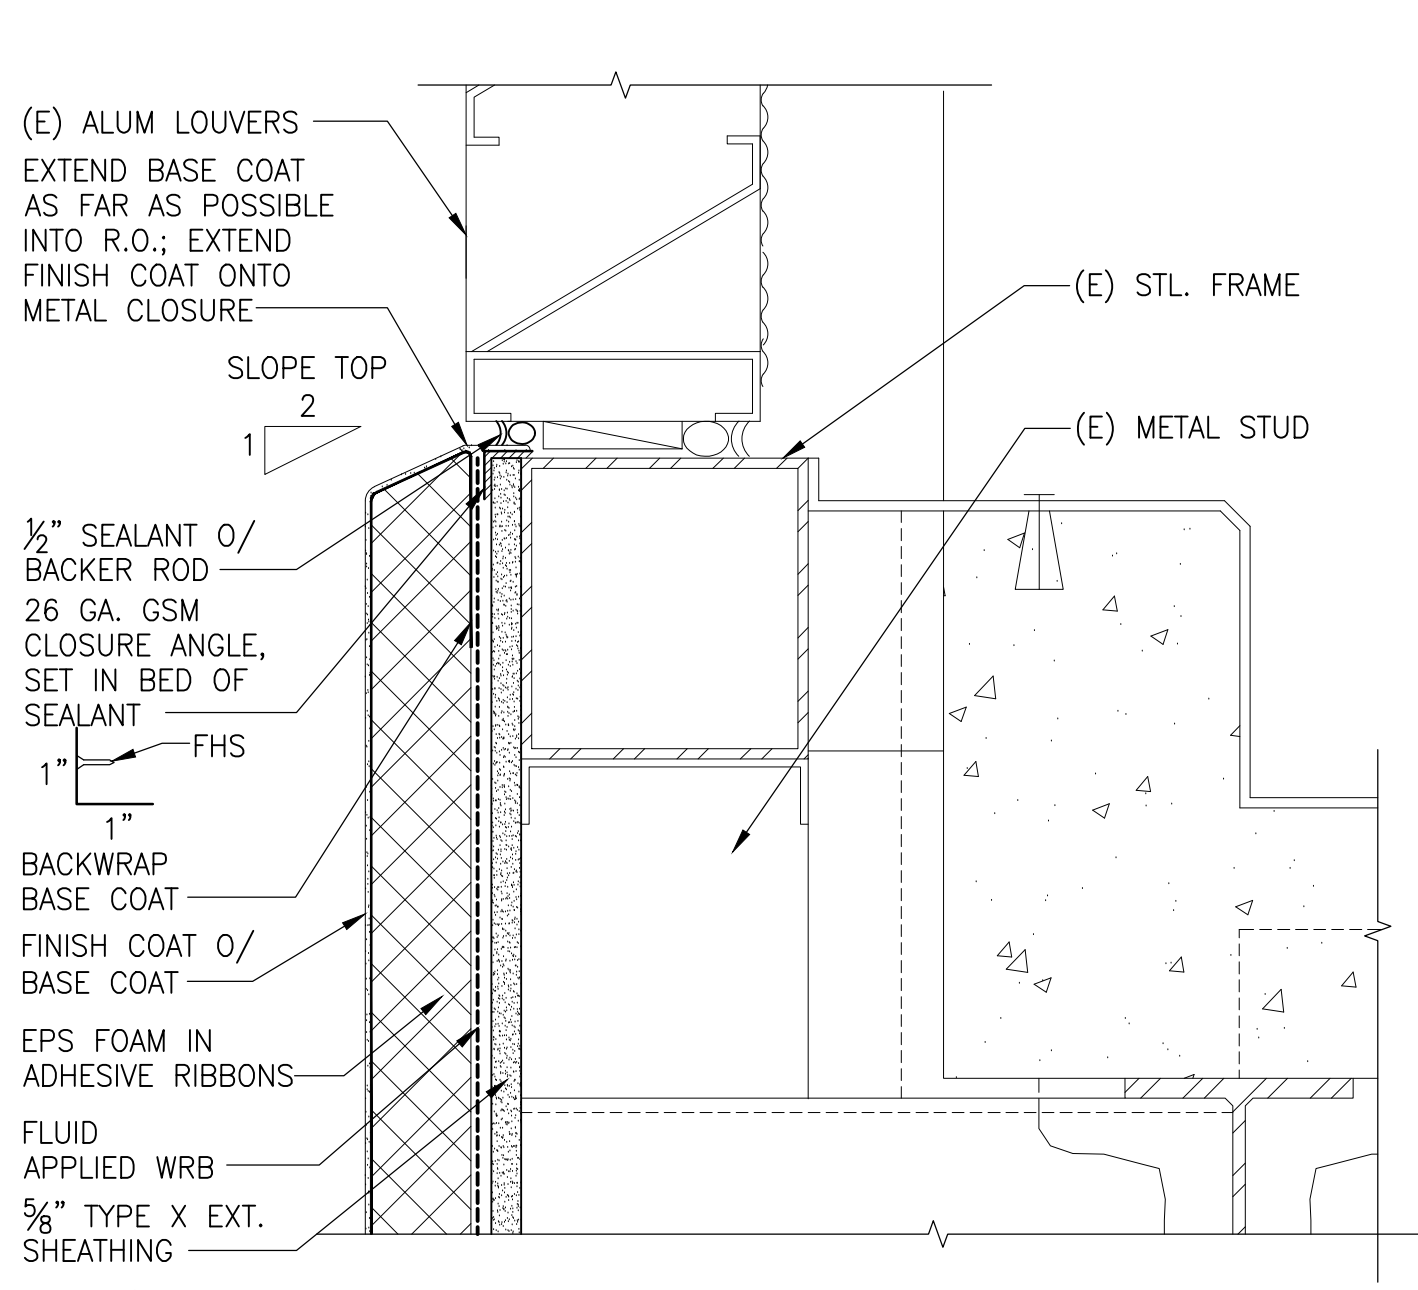 (E) ALUM LOUVERS
EXTEND BASE COAT
AS FAR AS POSSIBLE
INTO R.O.; EXTEND
FINISH COAT ONTO
METAL CLOSURE
SLOPE TOP
2
1
½" SEALANT O/
BACKER ROD
26 GA. GSM
CLOSURE ANGLE,
SET IN BED OF
SEALANT
FHS
1"
1"
BACKWRAP
BASE COAT
FINISH COAT O/
BASE COAT
EPS FOAM IN
ADHESIVE RIBBONS
FLUID
APPLIED WRB
⅝" TYPE X EXT.
SHEATHING
(E) STL. FRAME
(E) METAL STUD